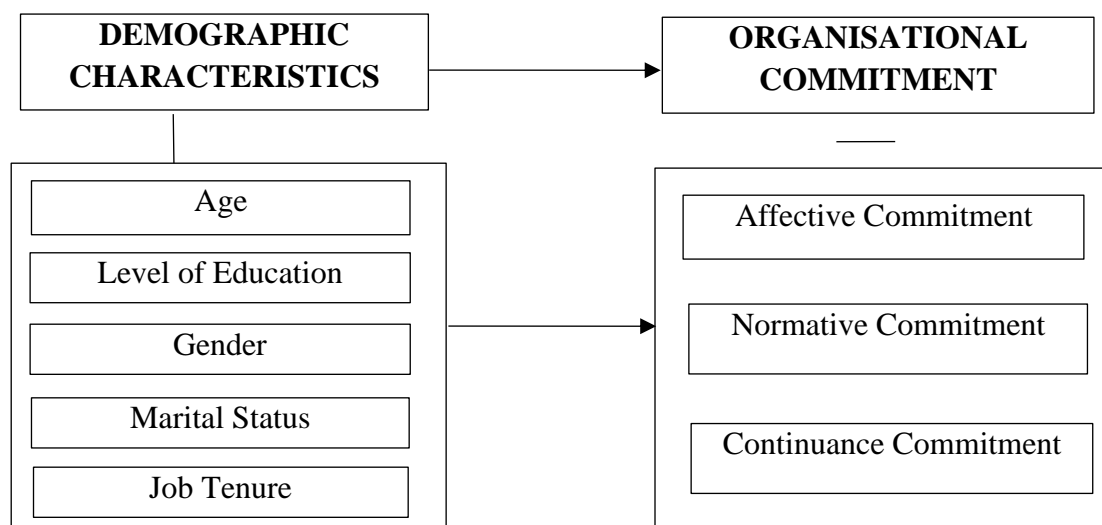 DEMOGRAPHIC
CHARACTERISTICS
ORGANISATIONAL
COMMITMENT
Age
Level of Education
Gender
Marital Status
Job Tenure
Affective Commitment
Normative Commitment
Continuance Commitment